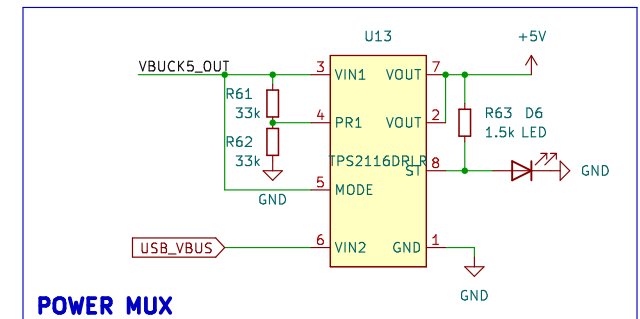 U13
+5V
VBUCK5_OUT
3
VIN1
VOUT
7
R61
33k
4
PR1
VOUT
2
R63
1.5k
D6
LED
R62
33k
TPS2116DRLR
ST
8
GND
5
MODE
GND
USB_VBUS
6
VIN2
GND
1
GND
POWER MUX